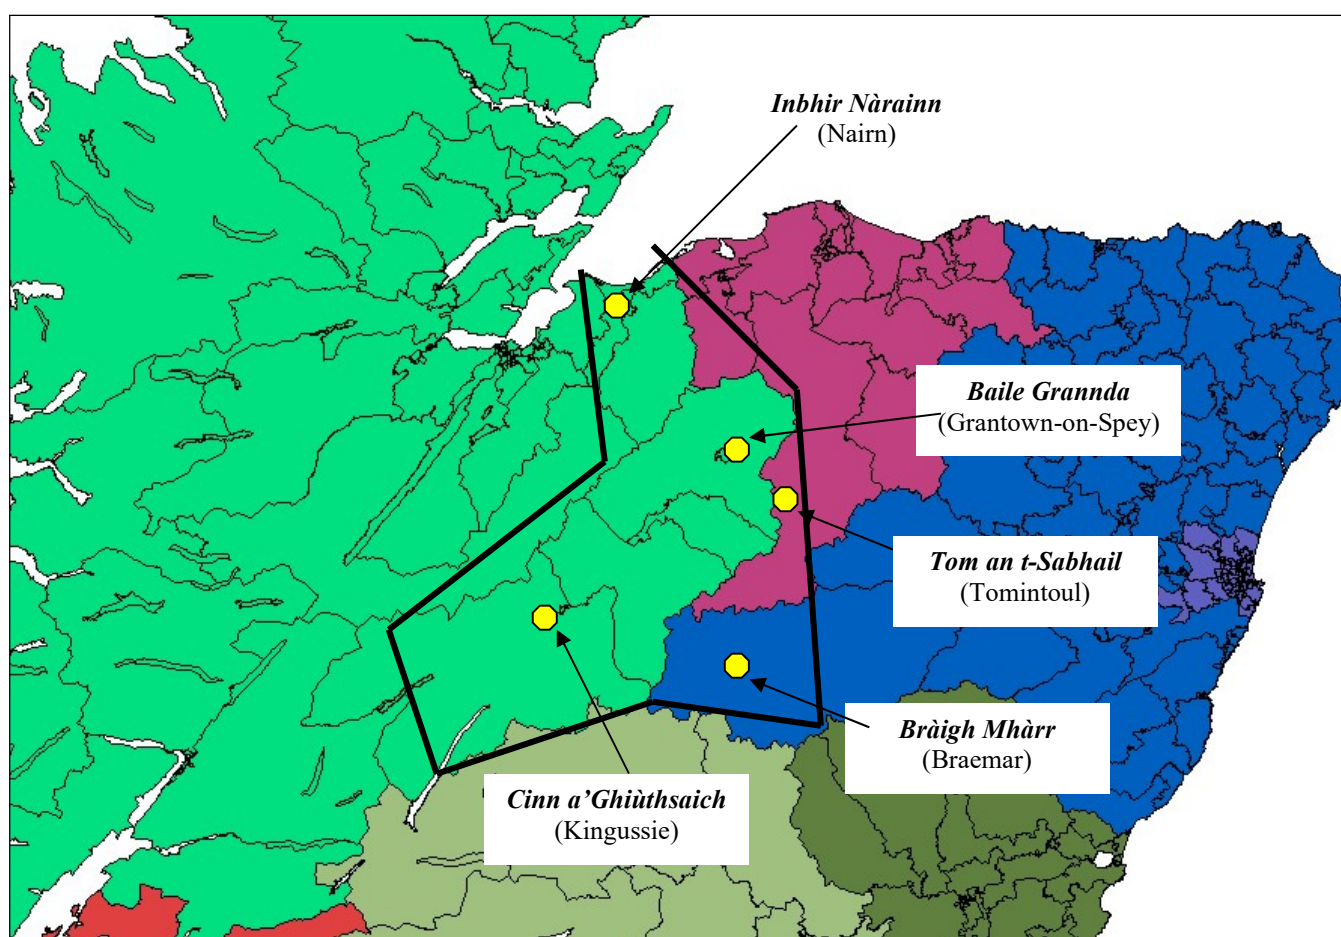 Inbhir Nàrainn
(Nairn)
Baile Grannda
(Grantown-on-Spey)
Tom an t-Sabhail
(Tomintoul)
Bràigh Mhàrr
(Braemar)
Cinn a’Ghiùthsaich
(Kingussie)